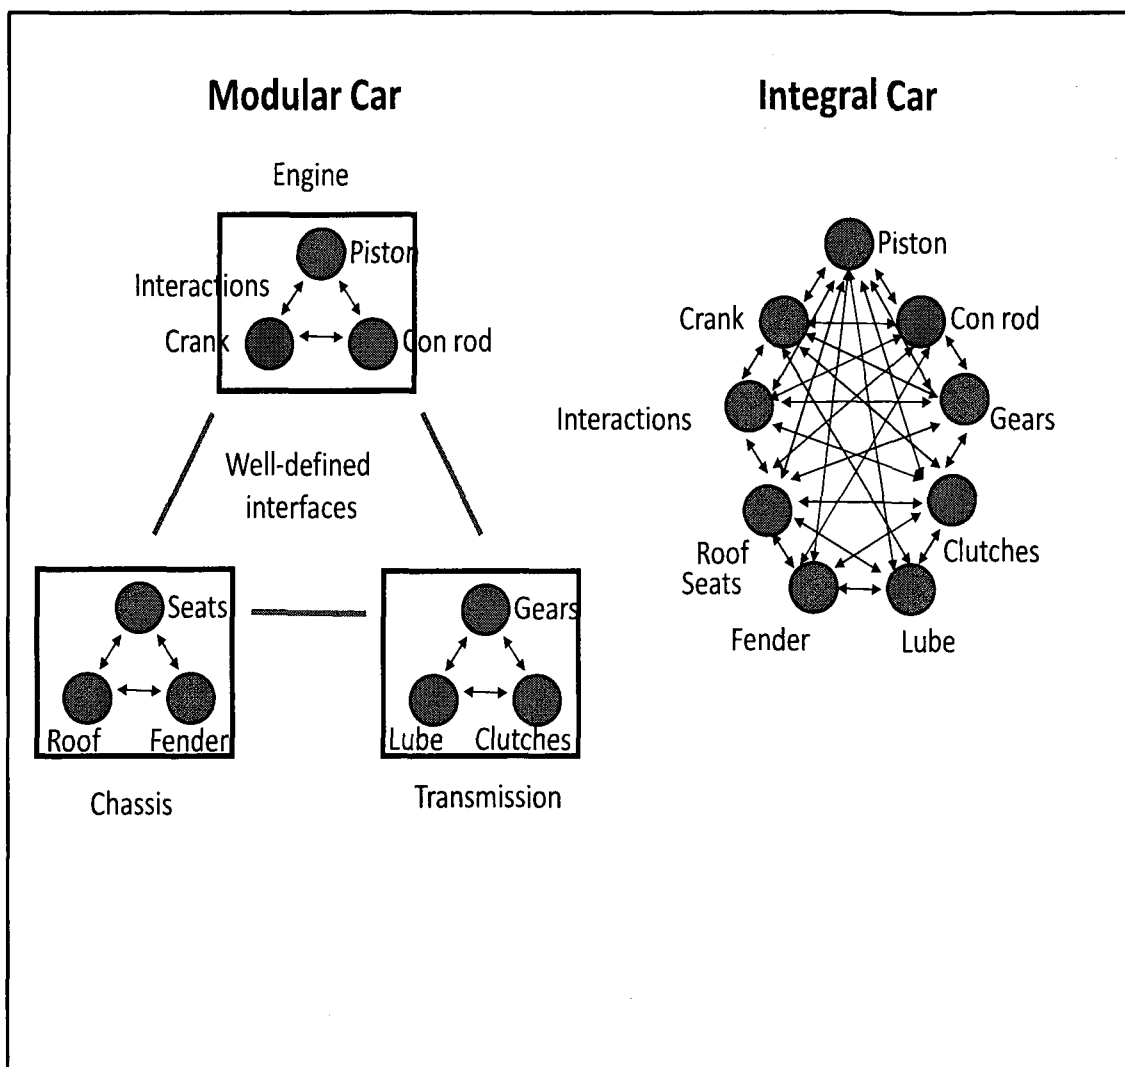 Modular Car
Engine
Piston
Interactions
Crank
Con rod
Well-defined
interfaces
Seats
Roof
Fender
Chassis
Gears
Lube
Clutches
Transmission
Integral Car
Piston
Crank
Con rod
Interactions
Gears
Roof
Seats
Clutches
Fender
Lube